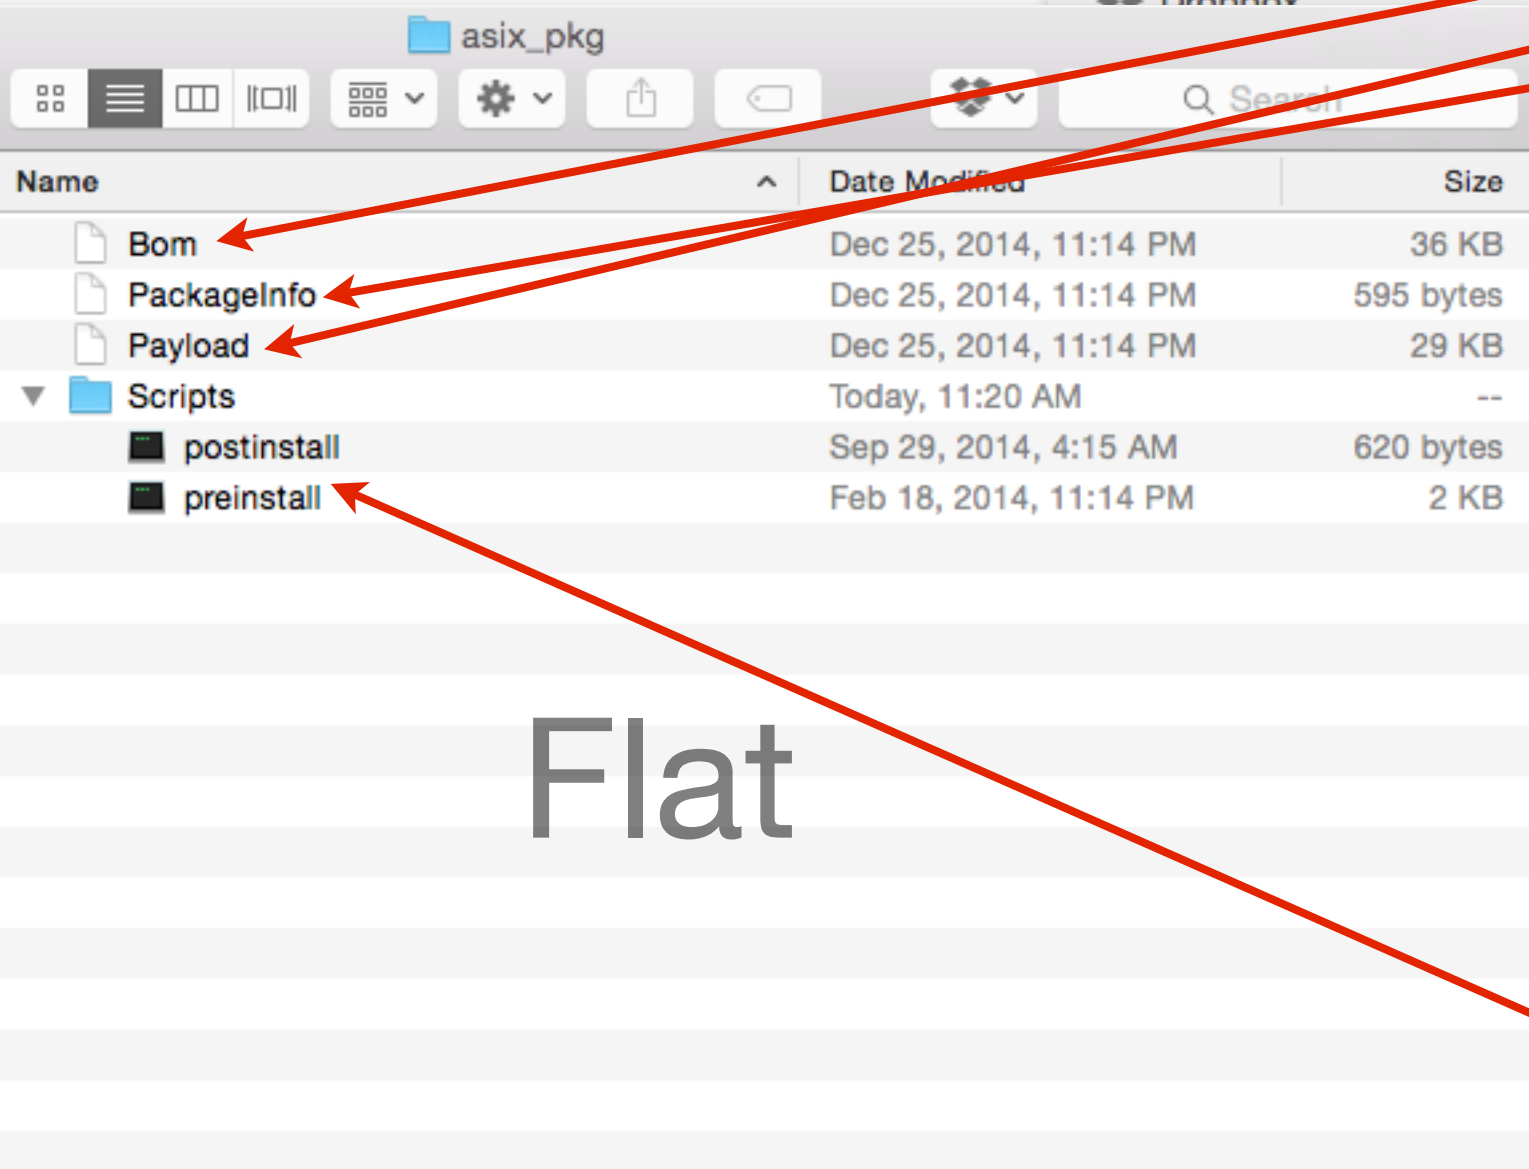 Dropbox
asix_pkg
Search
Name Date Modified Size
Bom Dec 25, 2014, 11:14 PM 36 KB
PackageInfo Dec 25, 2014, 11:14 PM 595 bytes
Payload Dec 25, 2014, 11:14 PM 29 KB
Scripts Today, 11:20 AM --
postinstall Sep 29, 2014, 4:15 AM 620 bytes
preinstall Feb 18, 2014, 11:14 PM 2 KB
Flat